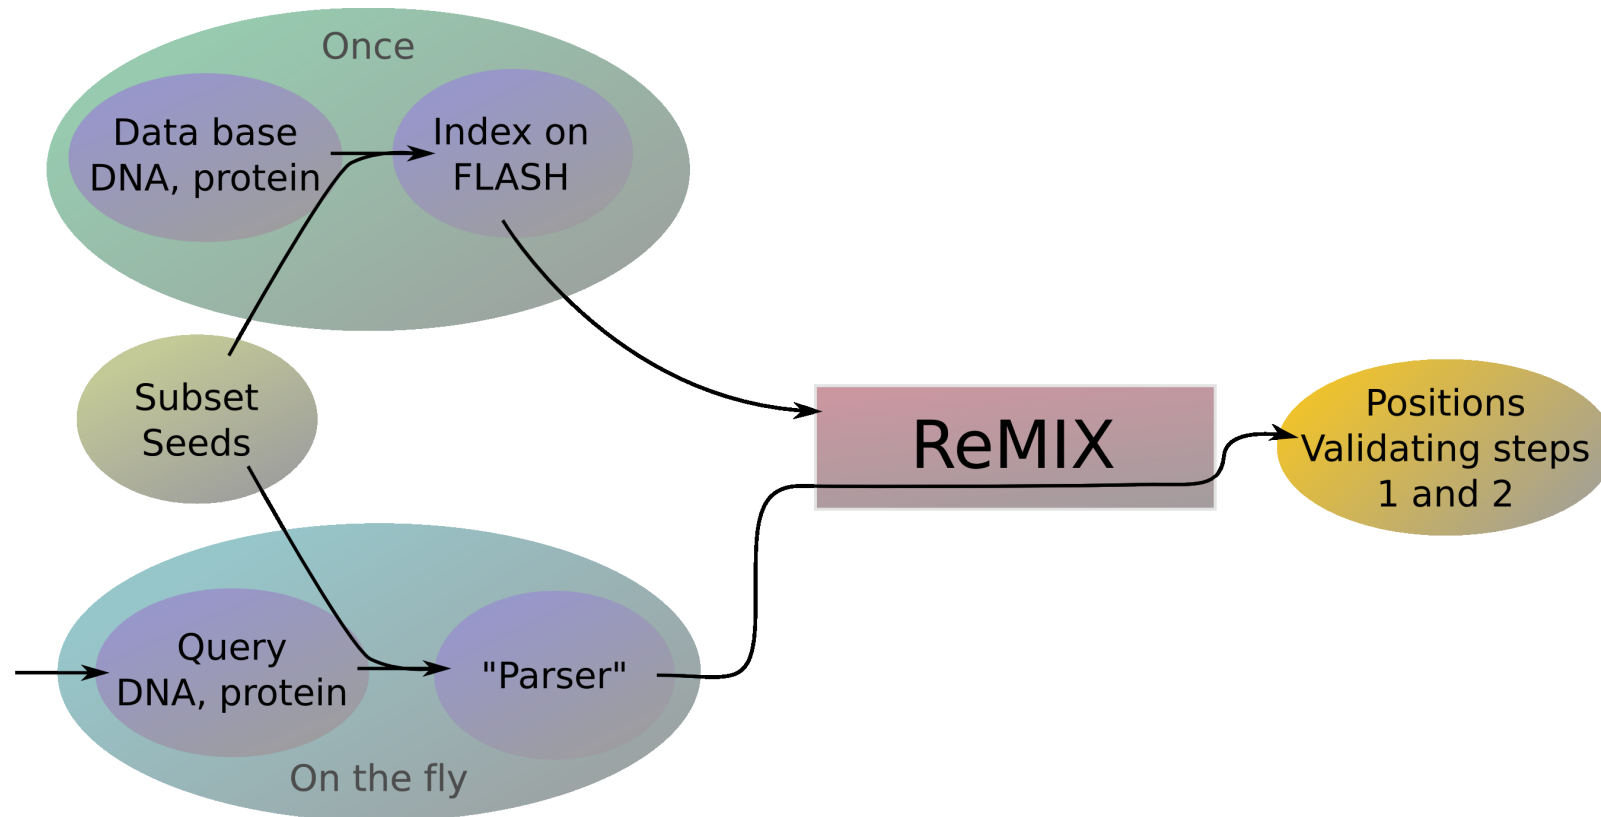 Once
Data base
DNA, protein
Index on
FLASH
Subset
Seeds
ReMIX
Positions
Validating steps
1 and 2
Query
DNA, protein
"Parser"
On the fly